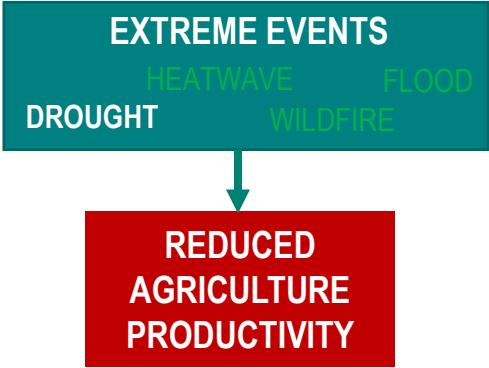 EXTREME EVENTS
HEATWAVE FLOOD
DROUGHT WILDFIRE
REDUCED
AGRICULTURE
PRODUCTIVITY